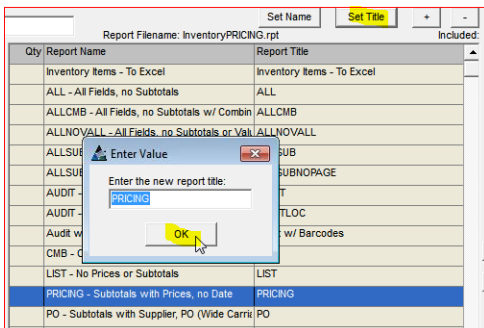 Set Name Set Title + -
Report Filename: InventoryPRICING.rpt Included:
Qty Report Name Report Title
Inventory Items - To Excel Inventory Items - To Excel
ALL - All Fields, no Subtotals ALL
ALLCMB - All Fields, no Subtotals w/ Combin ALLCMB
ALLNOVALL - All Fields, no Subtotals or Valu ALLNOVALL
ALLSUB SUB
ALLSUB SUBNOPAGE
AUDIT - T
AUDIT - TLOC
Audit w w/ Barcodes
CMB - C
Enter Value
Enter the new report title:
PRICING
OK
LIST - No Prices or Subtotals LIST
PRICING - Subtotals with Prices, no Date PRICING
PO - Subtotals with Supplier, PO (Wide Carria PO